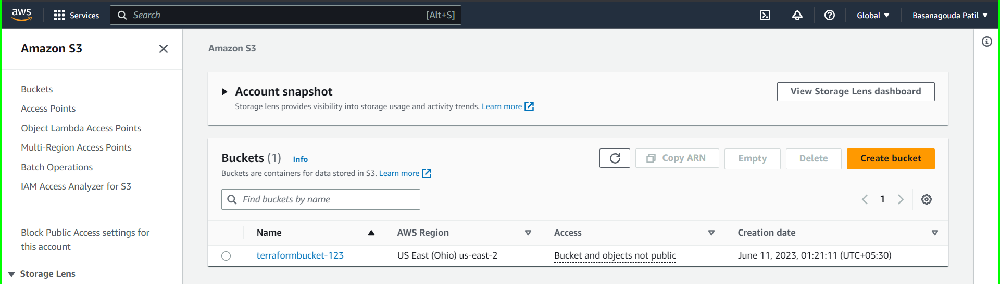 aws Services Search [Alt+S] Global Basanagouda Patil
Amazon S3
Buckets
Access Points
Object Lambda Access Points
Multi-Region Access Points
Batch Operations
IAM Access Analyzer for S3
Block Public Access settings for
this account
Storage Lens
Amazon S3
Account snapshot
Storage lens provides visibility into storage usage and activity trends. Learn more
View Storage Lens dashboard
Buckets (1) Info
Buckets are containers for data stored in S3. Learn more
Copy ARN Empty Delete Create bucket
Find buckets by name
1
Name AWS Region Access Creation date
terraformbucket-123 US East (Ohio) us-east-2 Bucket and objects not public June 11, 2023, 01:21:11 (UTC+05:30)